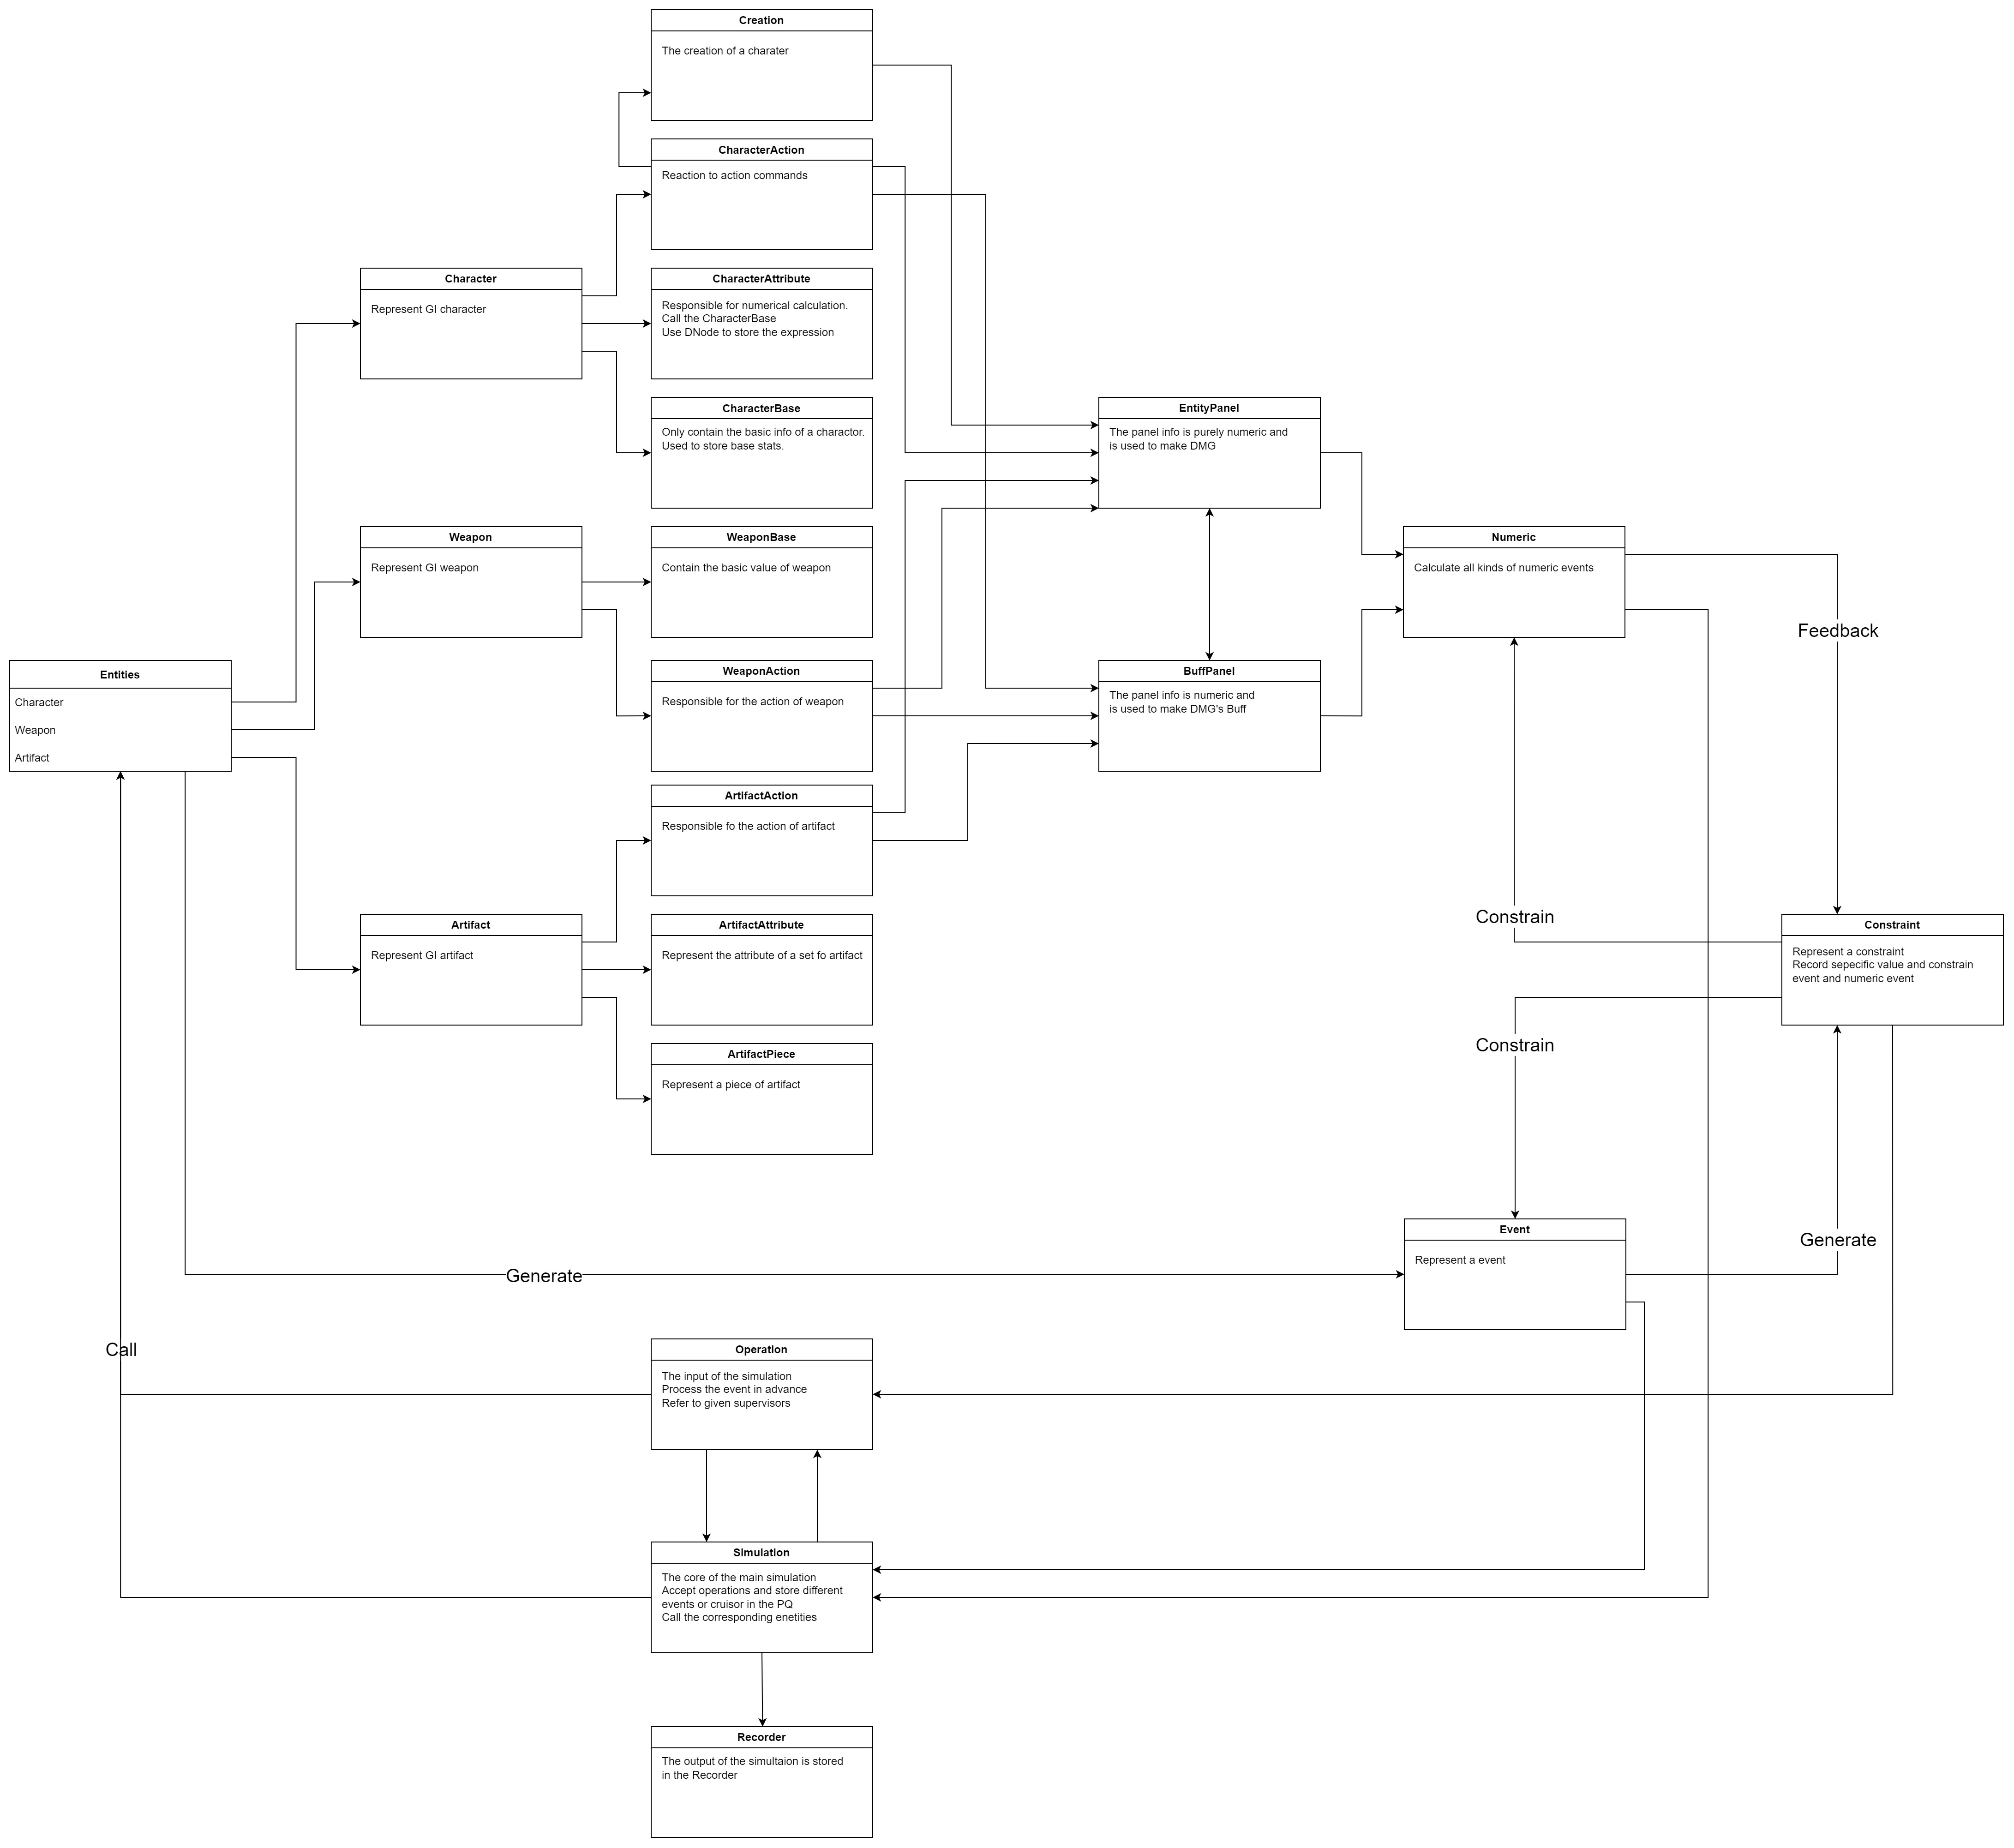 Creation
The creation of a charater
CharacterAction
Reaction to action commands
Character
Represent GI character
CharacterAttribute
Responsible for numerical calculation.
Call the CharacterBase
Use DNode to store the expression
CharacterBase
Only contain the basic info of a charactor.
Used to store base stats.
EntityPanel
The panel info is purely numeric and
is used to make DMG
Weapon
Represent GI weapon
WeaponBase
Contain the basic value of weapon
Numeric
Calculate all kinds of numeric events
Feedback
Entities
Character
Weapon
Artifact
WeaponAction
Responsible for the action of weapon
BuffPanel
The panel info is numeric and
is used to make DMG's Buff
ArtifactAction
Responsible fo the action of artifact
Artifact
Represent GI artifact
ArtifactAttribute
Represent the attribute of a set fo artifact
Constrain
Constraint
Represent a constraint
Record sepecific value and constrain
event and numeric event
Constrain
ArtifactPiece
Represent a piece of artifact
Event
Represent a event
Generate
Generate
Call
Operation
The input of the simulation
Process the event in advance
Refer to given supervisors
Simulation
The core of the main simulation
Accept operations and store different
events or cruisor in the PQ
Call the corresponding enetities
Recorder
The output of the simultaion is stored
in the Recorder